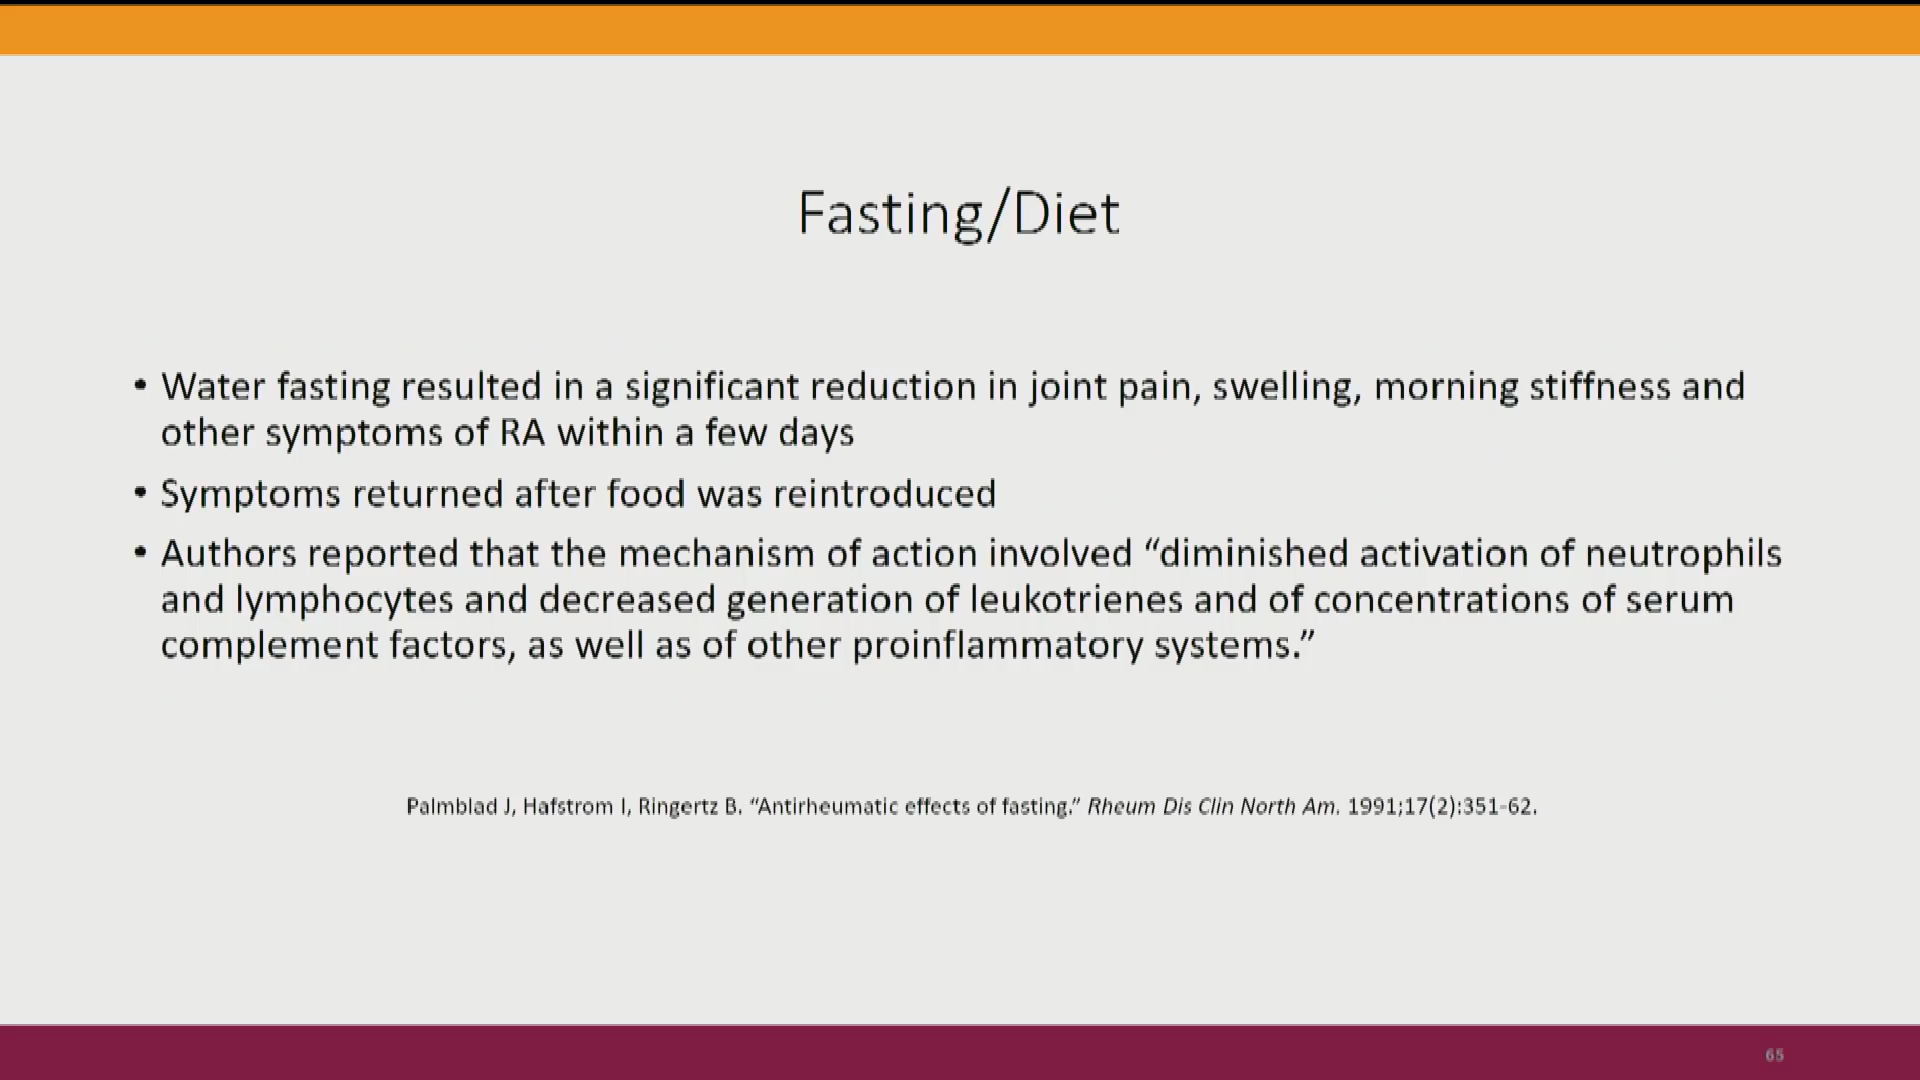 Fasting/Diet
• Water fasting resulted in a significant reduction in joint pain, swelling, morning stiffness and
other symptoms of RA within a few days
• Symptoms returned after food was reintroduced
• Authors reported that the mechanism of action involved “diminished activation of neutrophils
and lymphocytes and decreased generation of leukotrienes and of concentrations of serum
complement factors, as well as of other proinflammatory systems.”
Palmblad J, Hafstrom I, Ringertz B. “Antirheumatic effects of fasting.” Rheum Dis Clin North Am. 1991;17(2):351-62.
65